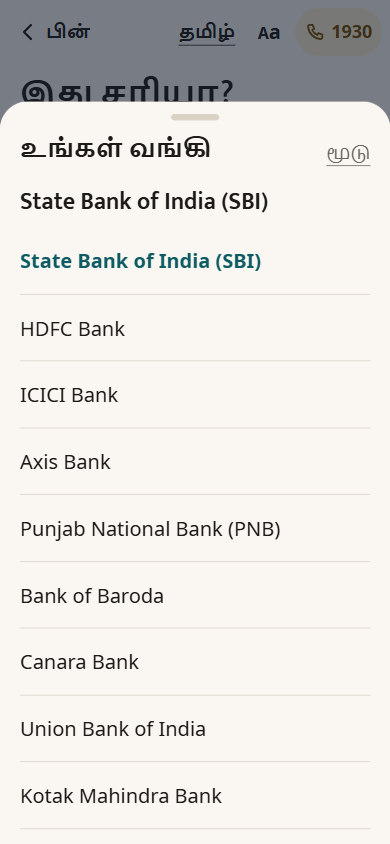 பின்
தமிழ்
Aa
1930
இது சரியா?
உங்கள் வங்கி
மூடு
State Bank of India (SBI)
State Bank of India (SBI)
HDFC Bank
ICICI Bank
Axis Bank
Punjab National Bank (PNB)
Bank of Baroda
Canara Bank
Union Bank of India
Kotak Mahindra Bank